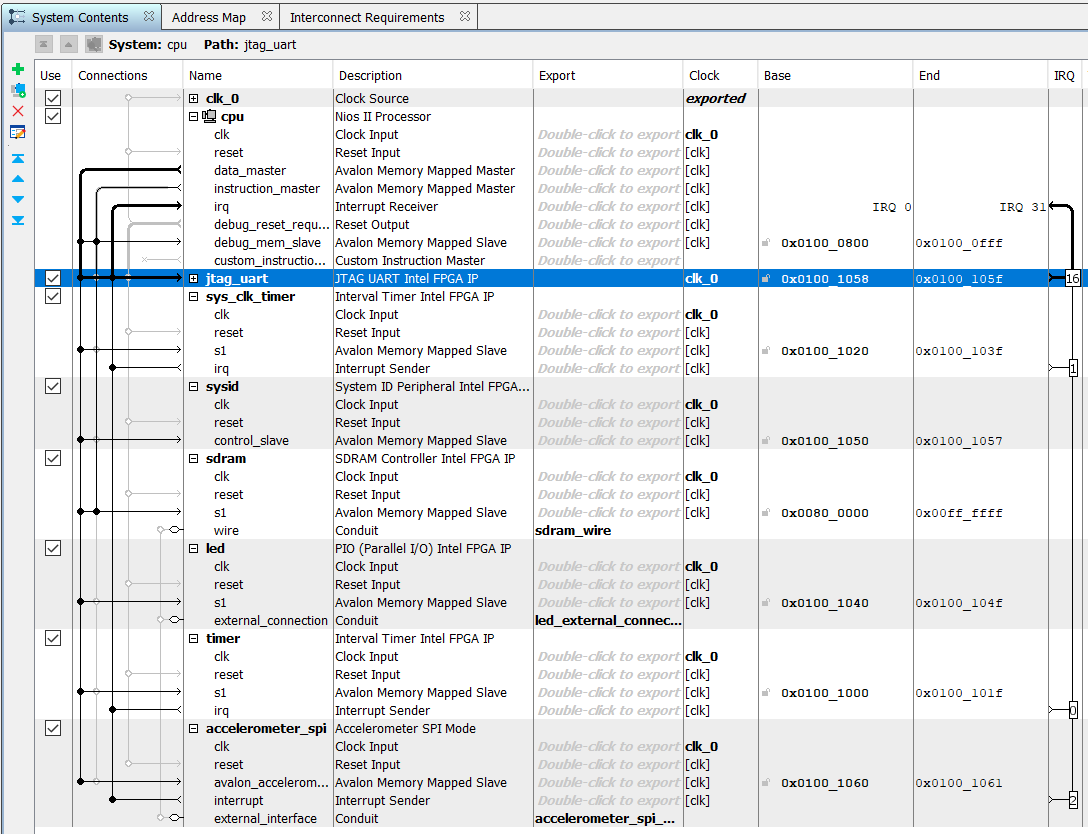 System Contents Address Map Interconnect Requirements
System: cpu Path: jtag_uart
Use Connections Name Description Export Clock Base End IRQ
clk_0 Clock Source exported
cpu Nios II Processor
clk Clock Input Double-click to export clk_0
reset Reset Input Double-click to export [clk]
data_master Avalon Memory Mapped Master Double-click to export [clk]
instruction_master Avalon Memory Mapped Master Double-click to export [clk]
irq Interrupt Receiver Double-click to export [clk] IRQ 0 IRQ 31
debug_reset_requ... Reset Output Double-click to export [clk]
debug_mem_slave Avalon Memory Mapped Slave Double-click to export [clk] 0x0100_0800 0x0100_0fff
custom_instructio... Custom Instruction Master Double-click to export
jtag_uart JTAG UART Intel FPGA IP clk_0 0x0100_1058 0x0100_105f 16
sys_clk_timer Interval Timer Intel FPGA IP
clk Clock Input Double-click to export clk_0
reset Reset Input Double-click to export [clk]
s1 Avalon Memory Mapped Slave Double-click to export [clk] 0x0100_1020 0x0100_103f
irq Interrupt Sender Double-click to export [clk] 1
sysid System ID Peripheral Intel FPGA...
clk Clock Input Double-click to export clk_0
reset Reset Input Double-click to export [clk]
control_slave Avalon Memory Mapped Slave Double-click to export [clk] 0x0100_1050 0x0100_1057
sdram SDRAM Controller Intel FPGA IP
clk Clock Input Double-click to export clk_0
reset Reset Input Double-click to export [clk]
s1 Avalon Memory Mapped Slave Double-click to export [clk] 0x0080_0000 0x00ff_ffff
wire Conduit sdram_wire
led PIO (Parallel I/O) Intel FPGA IP
clk Clock Input Double-click to export clk_0
reset Reset Input Double-click to export [clk]
s1 Avalon Memory Mapped Slave Double-click to export [clk] 0x0100_1040 0x0100_104f
external_connection Conduit led_external_connec...
timer Interval Timer Intel FPGA IP
clk Clock Input Double-click to export clk_0
reset Reset Input Double-click to export [clk]
s1 Avalon Memory Mapped Slave Double-click to export [clk] 0x0100_1000 0x0100_101f
irq Interrupt Sender Double-click to export [clk] 0
accelerometer_spi Accelerometer SPI Mode
clk Clock Input Double-click to export clk_0
reset Reset Input Double-click to export [clk]
avalon_accelerom... Avalon Memory Mapped Slave Double-click to export [clk] 0x0100_1060 0x0100_1061
interrupt Interrupt Sender Double-click to export [clk] 2
external_interface Conduit accelerometer_spi_...